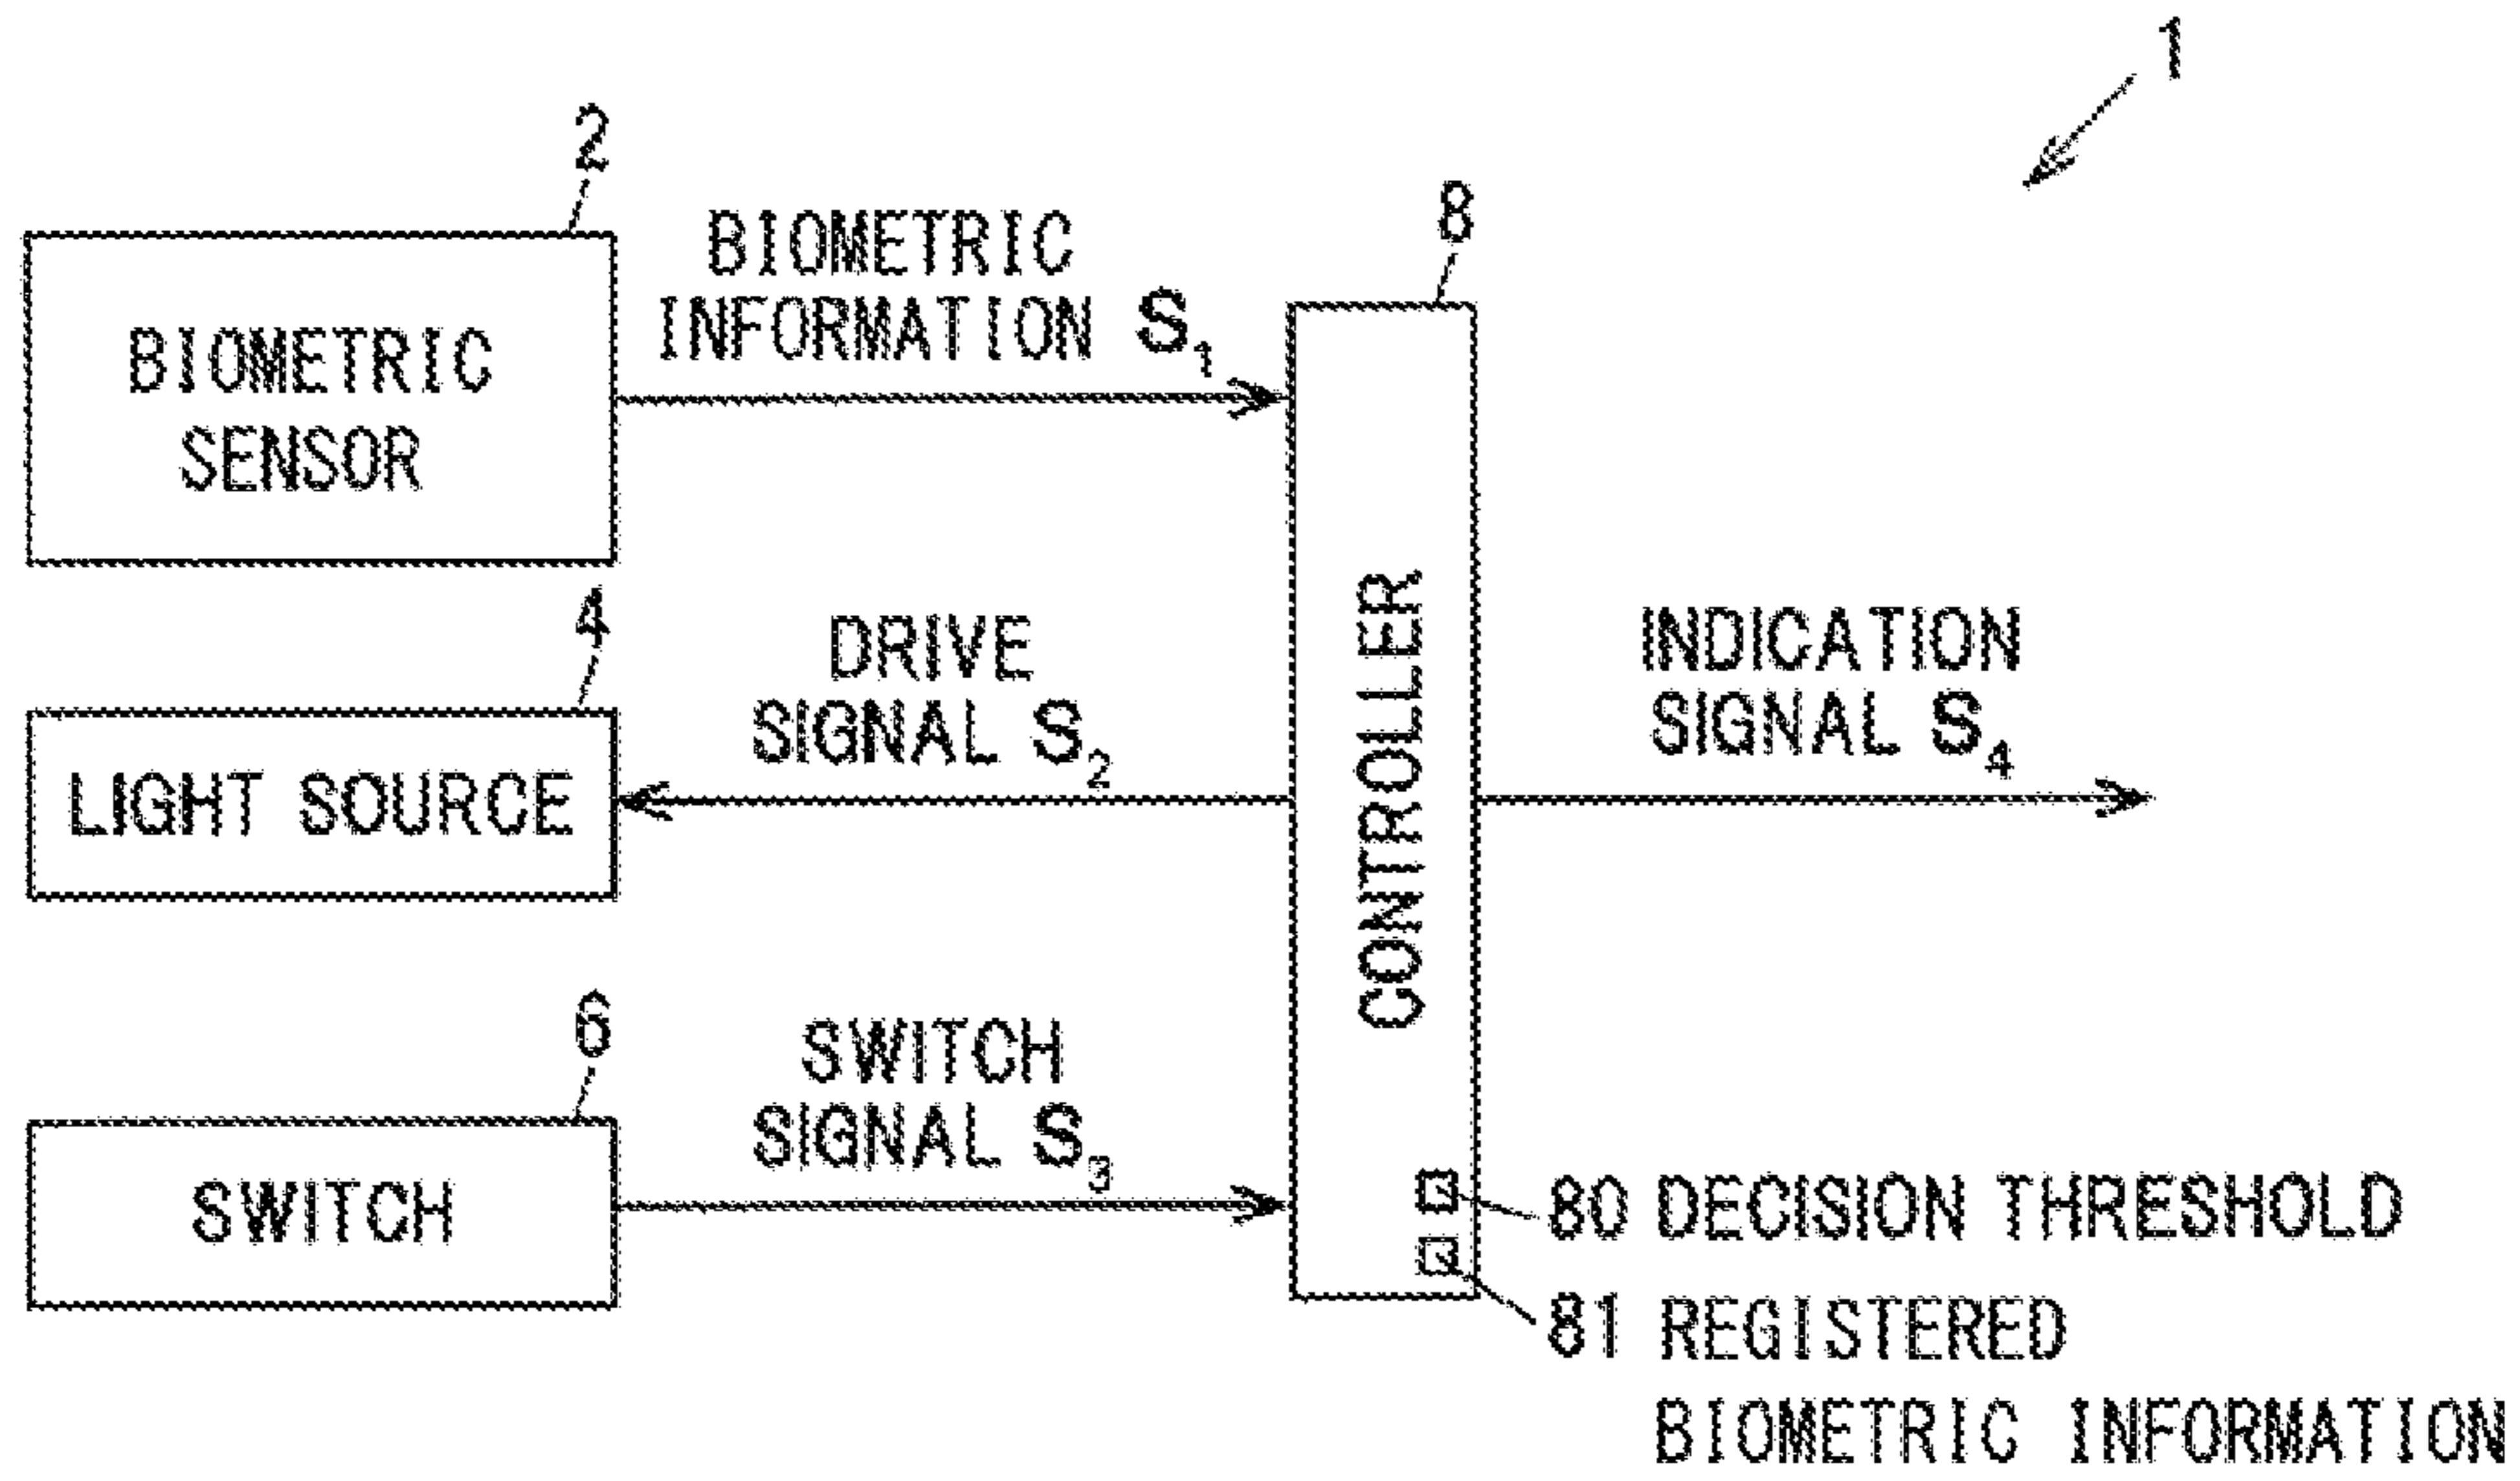 1
2
BIOMETRIC
SENSOR
BIOMETRIC
INFORMATION S₁
8
CONTROLLER
4
LIGHT SOURCE
DRIVE
SIGNAL S₂
INDICATION
SIGNAL S₄
6
SWITCH
SWITCH
SIGNAL S₃
80 DECISION THRESHOLD
81 REGISTERED
BIOMETRIC INFORMATION